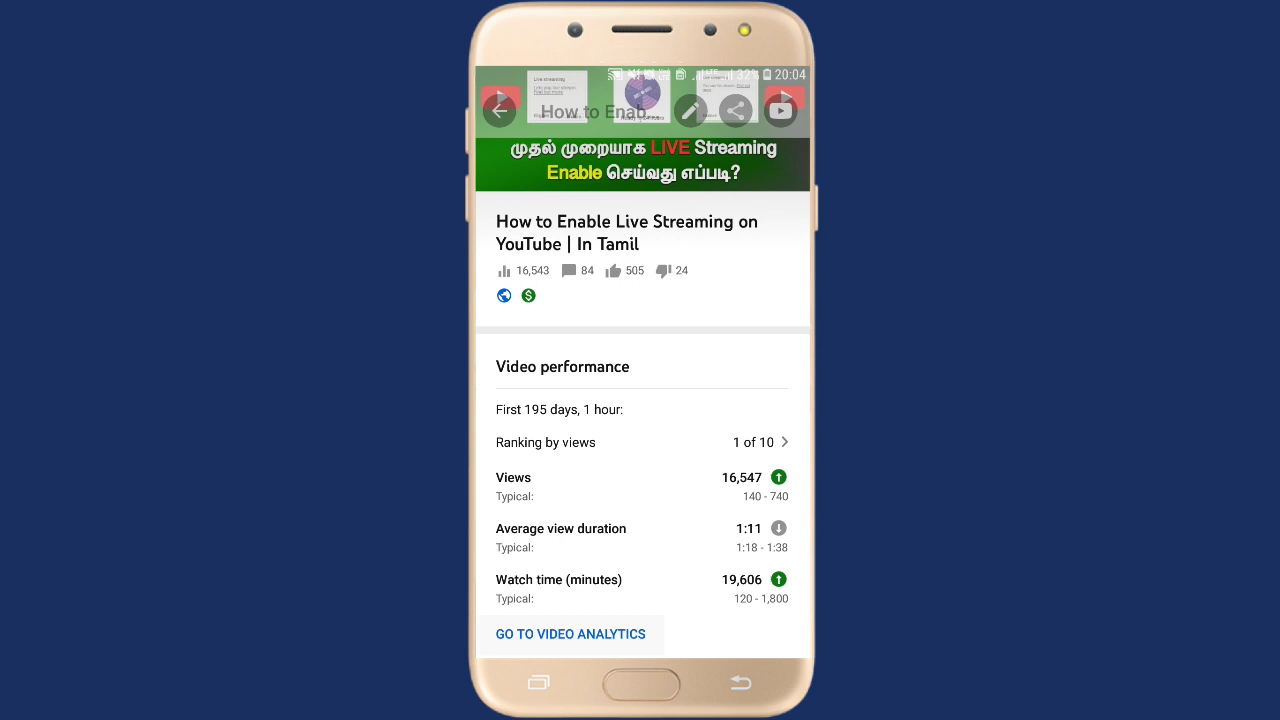 32% 20:04
Live streaming
How to Enab
முதல் முறையாக LIVE Streaming
Enable செய்வது எப்படி?
How to Enable Live Streaming on
YouTube | In Tamil
16,543 84 505 24
Video performance
First 195 days, 1 hour:
Ranking by views 1 of 10
Views 16,547
Typical: 140 - 740
Average view duration 1:11
Typical: 1:18 - 1:38
Watch time (minutes) 19,606
Typical: 120 - 1,800
GO TO VIDEO ANALYTICS